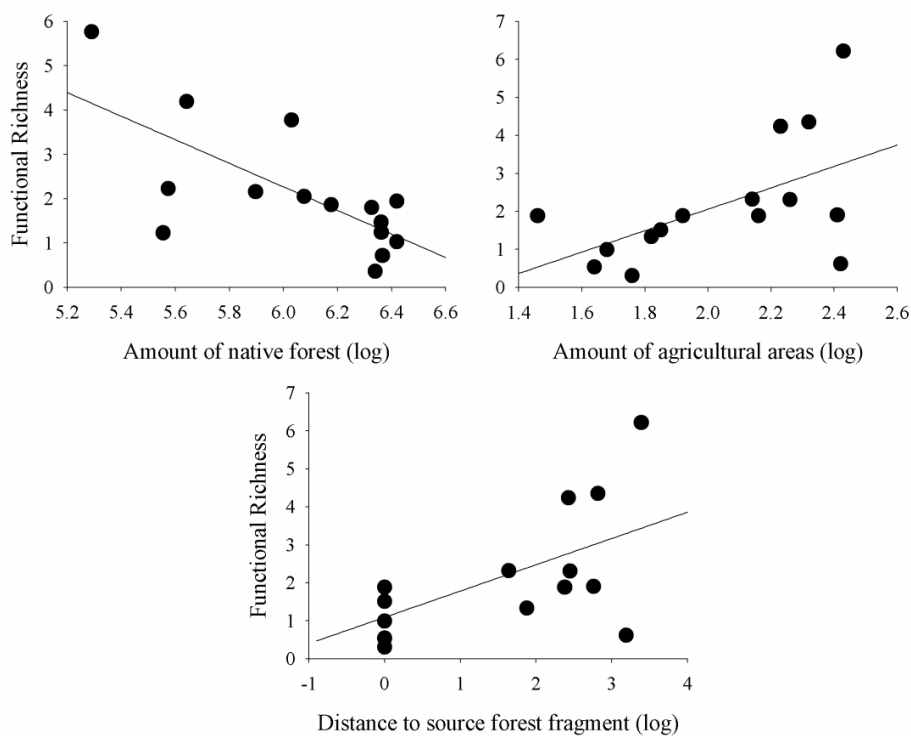 Functional Richness
6
5
4
3
2
1
0
5.2 5.4 5.6 5.8 6.0 6.2 6.4 6.6
Amount of native forest (log)
7
6
5
4
3
2
1
0
1.4 1.6 1.8 2.0 2.2 2.4 2.6
Amount of agricultural areas (log)
Functional Richness
7
6
5
4
3
2
1
0
-1 0 1 2 3 4
Distance to source forest fragment (log)